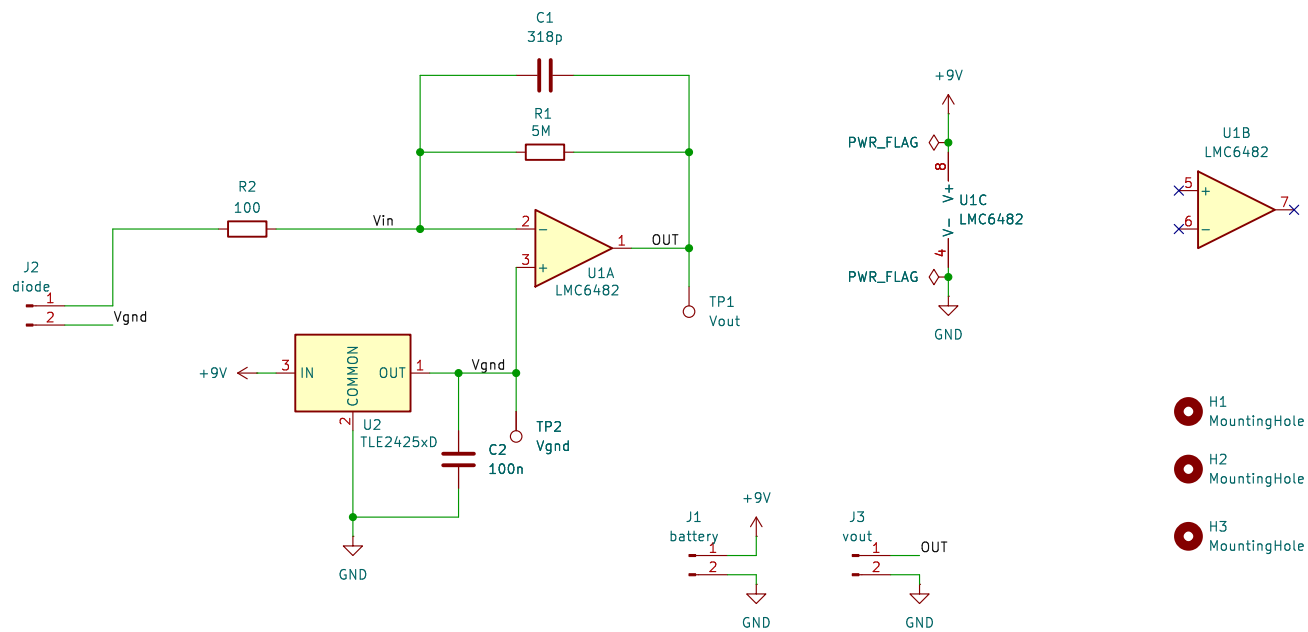 C1
318p
R1
5M
R2
100
Vin
2
3
1
OUT
U1A
LMC6482
TP1
Vout
J2
diode
1
2
Vgnd
+9V
3
IN
COMMON
OUT
1
2
U2
TLE2425xD
Vgnd
TP2
Vgnd
C2
100n
GND
+9V
PWR_FLAG
8
V+
U1C
LMC6482
V-
4
PWR_FLAG
GND
U1B
LMC6482
5
6
7
H1
MountingHole
H2
MountingHole
H3
MountingHole
+9V
J1
battery
1
2
GND
J3
vout
1
OUT
2
GND